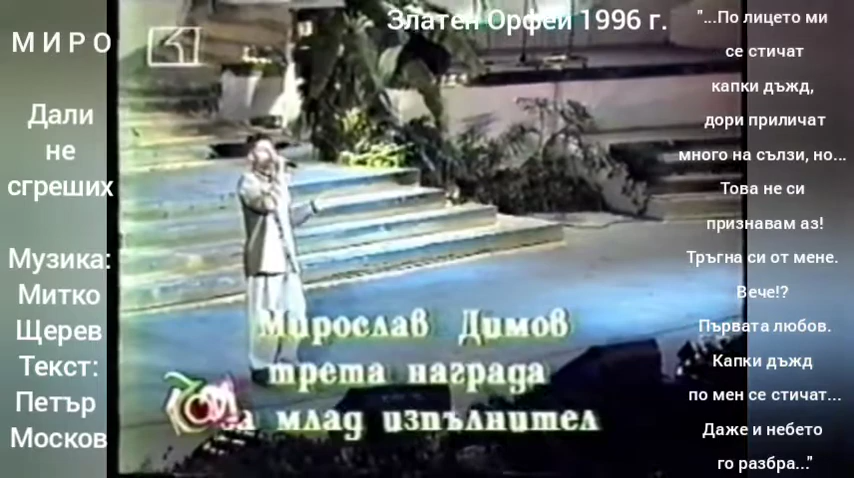 Златен Орфей 1996 г.
М И Р О
Дали
не
сгреших
Музика:
Митко
Щерев
Текст:
Петър
Москов
Мирослав Димов
трета награда
за млад изпълнител
"...По лицето ми
се стичат
капки дъжд,
дори приличат
много на сълзи, но...
Това не си
признавам аз!
Тръгна си от мене.
Вече!?
Първата любов.
Капки дъжд
по мен се стичат...
Даже и небето
го разбра..."